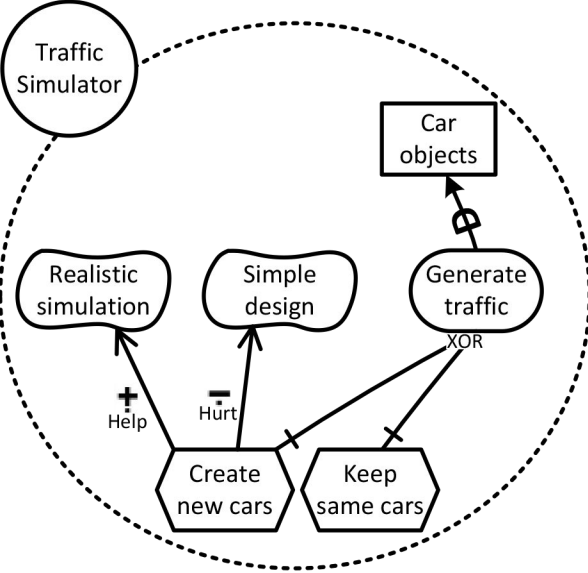 Traffic
Simulator
Car
objects
D
Realistic
simulation
Simple
design
Generate
traffic
XOR
Help
Hurt
Create
new cars
Keep
same cars